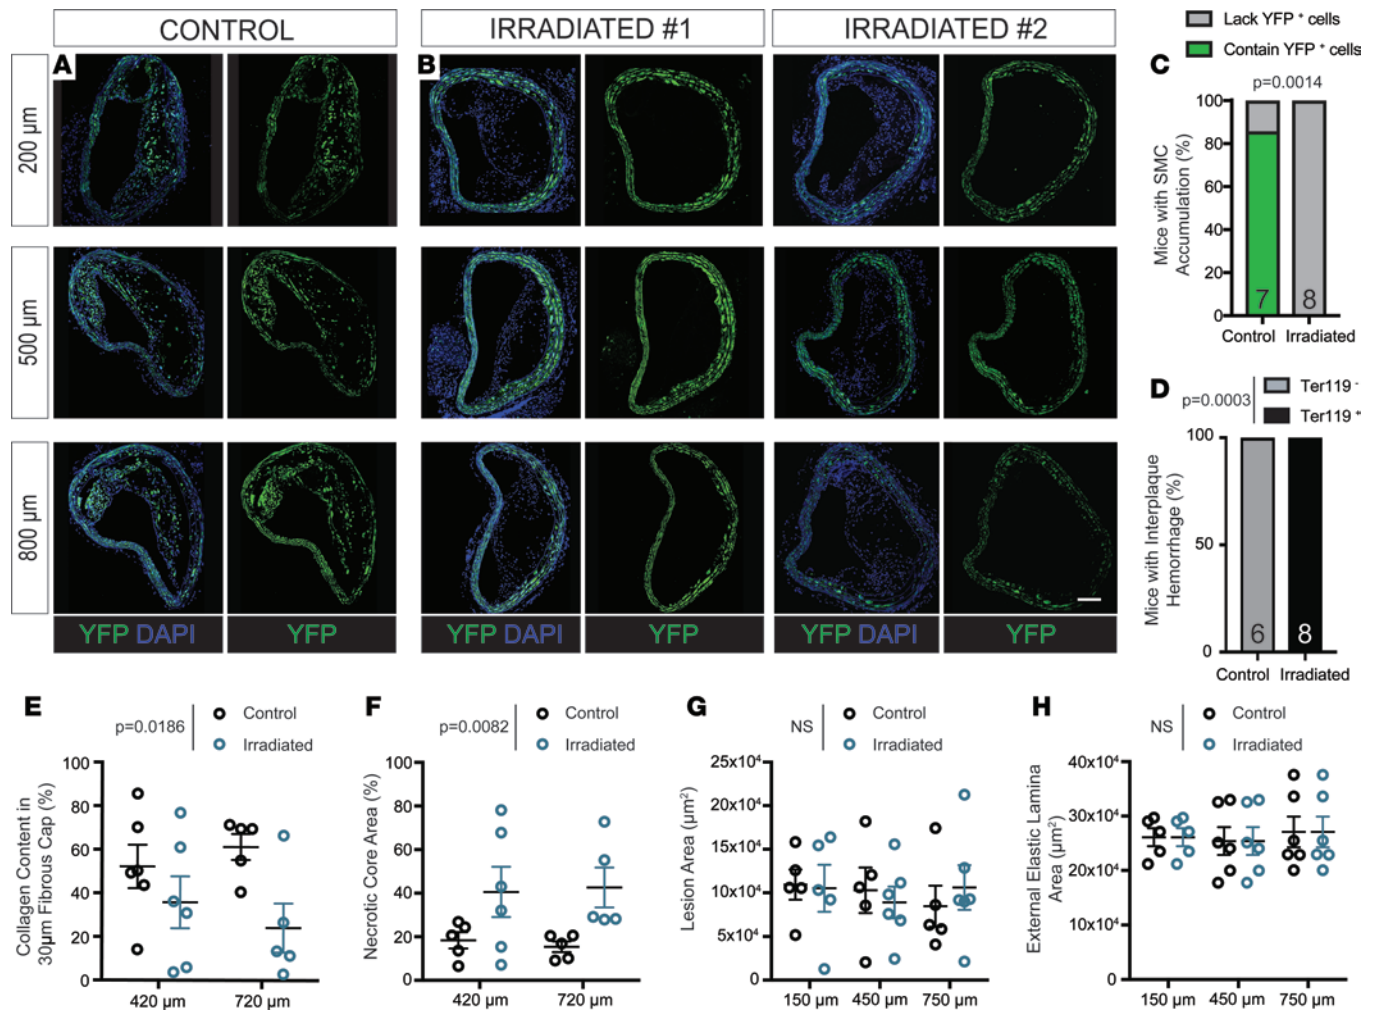 CONTROL
IRRADIATED #1
IRRADIATED #2
A
B
200 µm
500 µm
800 µm
YFP DAPI
YFP
YFP DAPI
YFP
YFP DAPI
YFP
C
Lack YFP + cells
Contain YFP + cells
p=0.0014
Mice with SMC
Accumulation (%)
100
80
60
40
20
0
7
8
Control
Irradiated
D
Ter119 -
Ter119 +
p=0.0003
Mice with Interplaque
Hemorrhage (%)
100
50
0
6
8
Control
Irradiated
E
p=0.0186
Control
Irradiated
Collagen Content in
30µm Fibrous Cap (%)
100
80
60
40
20
0
420 µm
720 µm
F
p=0.0082
Control
Irradiated
Necrotic Core Area (%)
100
80
60
40
20
0
420 µm
720 µm
G
NS
Control
Irradiated
Lesion Area (µm²)
25x10⁴
20x10⁴
15x10⁴
10x10⁴
5x10⁴
0
150 µm
450 µm
750 µm
H
NS
Control
Irradiated
External Elastic Lamina
Area (µm²)
40x10⁴
30x10⁴
20x10⁴
10x10⁴
0
150 µm
450 µm
750 µm